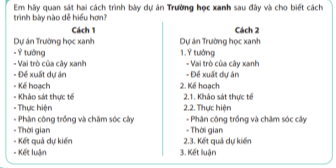 Em hãy quan sát hai cách trình bày dự án Trường học xanh sau đây và cho biết cách
trình bày nào dễ hiểu hơn?
Cách 1
Dự án Trường học xanh
- Ý tưởng
- Vai trò của cây xanh
- Đề xuất dự án
- Kế hoạch
- Khảo sát thực tế
- Thực hiện
- Phân công trồng và chăm sóc cây
- Thời gian
- Kết quả dự kiến
- Kết luận
Cách 2
Dự án Trường học xanh
1. Ý tưởng
- Vai trò của cây xanh
- Đề xuất dự án
2. Kế hoạch
2.1. Khảo sát thực tế
2.2. Thực hiện
- Phân công trồng và chăm sóc cây
- Thời gian
2.3. Kết quả dự kiến
3. Kết luận